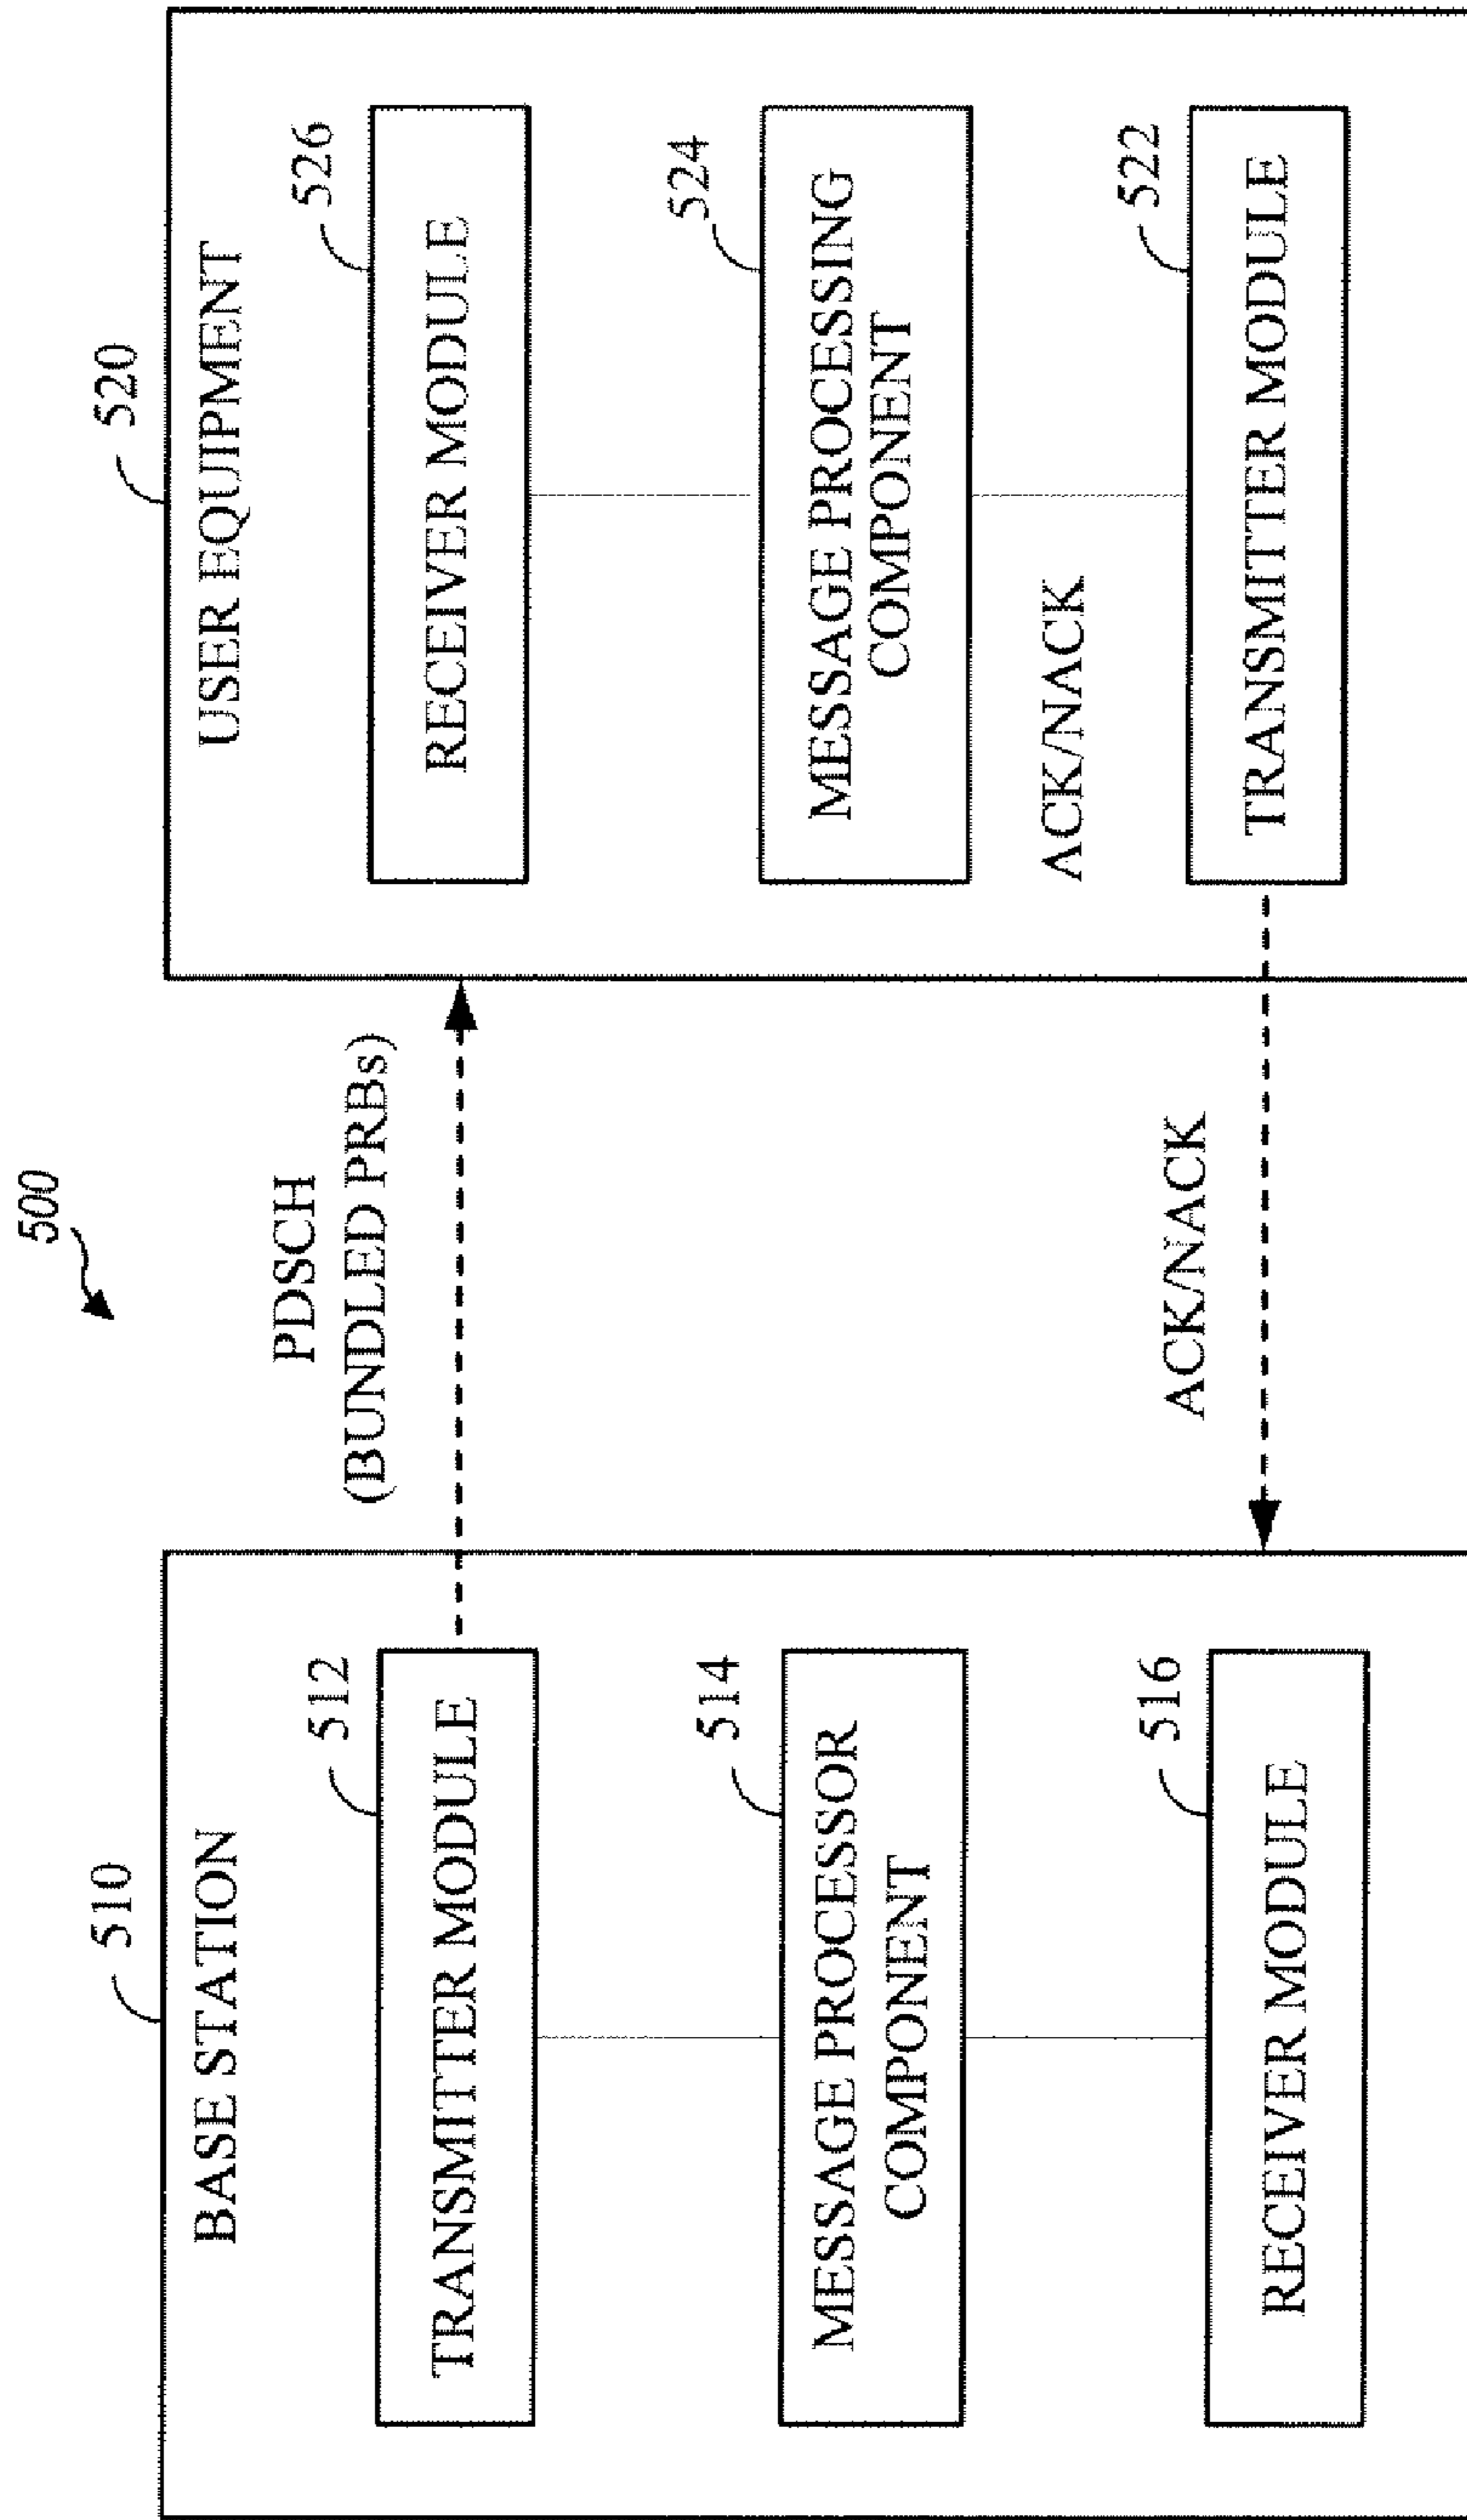 500
510
BASE STATION
512
TRANSMITTER MODULE
514
MESSAGE PROCESSOR
COMPONENT
516
RECEIVER MODULE
PDSCH
(BUNDLED PRBs)
ACK/NACK
520
USER EQUIPMENT
526
RECEIVER MODULE
524
MESSAGE PROCESSING
COMPONENT
ACK/NACK
522
TRANSMITTER MODULE